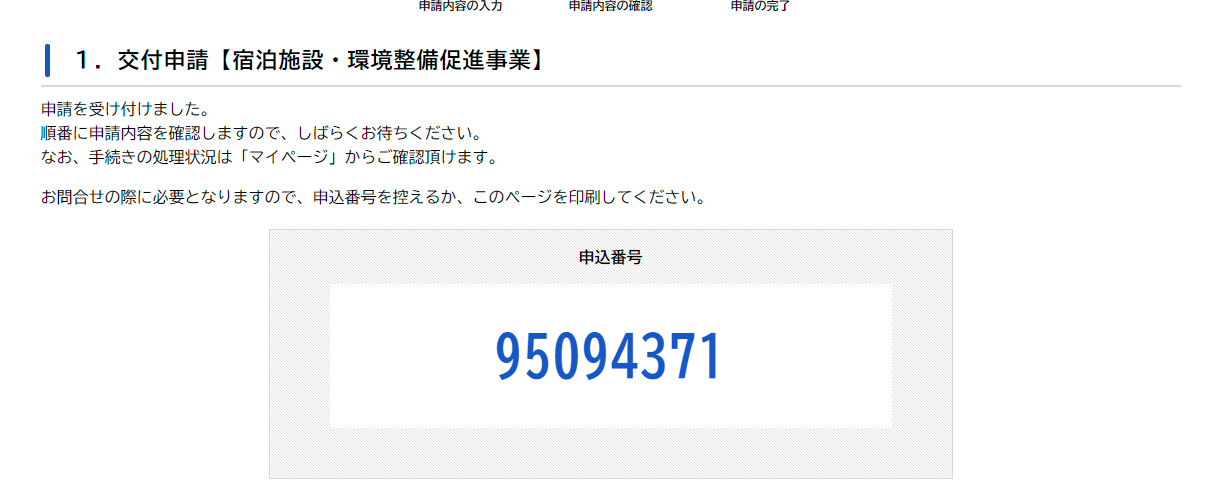 申請内容の入力 申請内容の確認 申請の完了
１．交付申請【宿泊施設・環境整備促進事業】
申請を受け付けました。
順番に申請内容を確認しますので、しばらくお待ちください。
なお、手続きの処理状況は「マイページ」からご確認頂けます。
お問合せの際に必要となりますので、申込番号を控えるか、このページを印刷してください。
申込番号
95094371